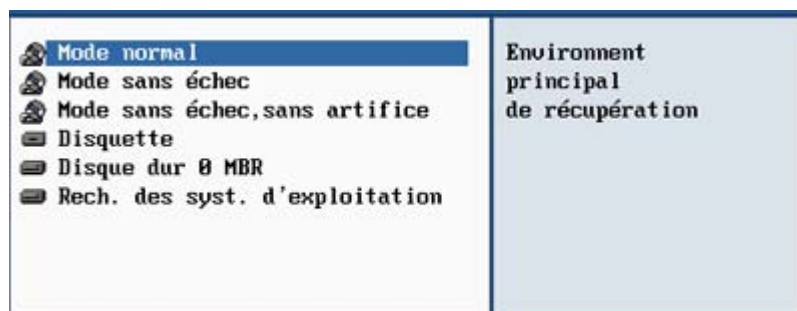 Mode normal
Mode sans échec
Mode sans échec,sans artifice
Disquette
Disque dur 0 MBR
Rech. des syst. d'exploitation
Environnent
principal
de récupération